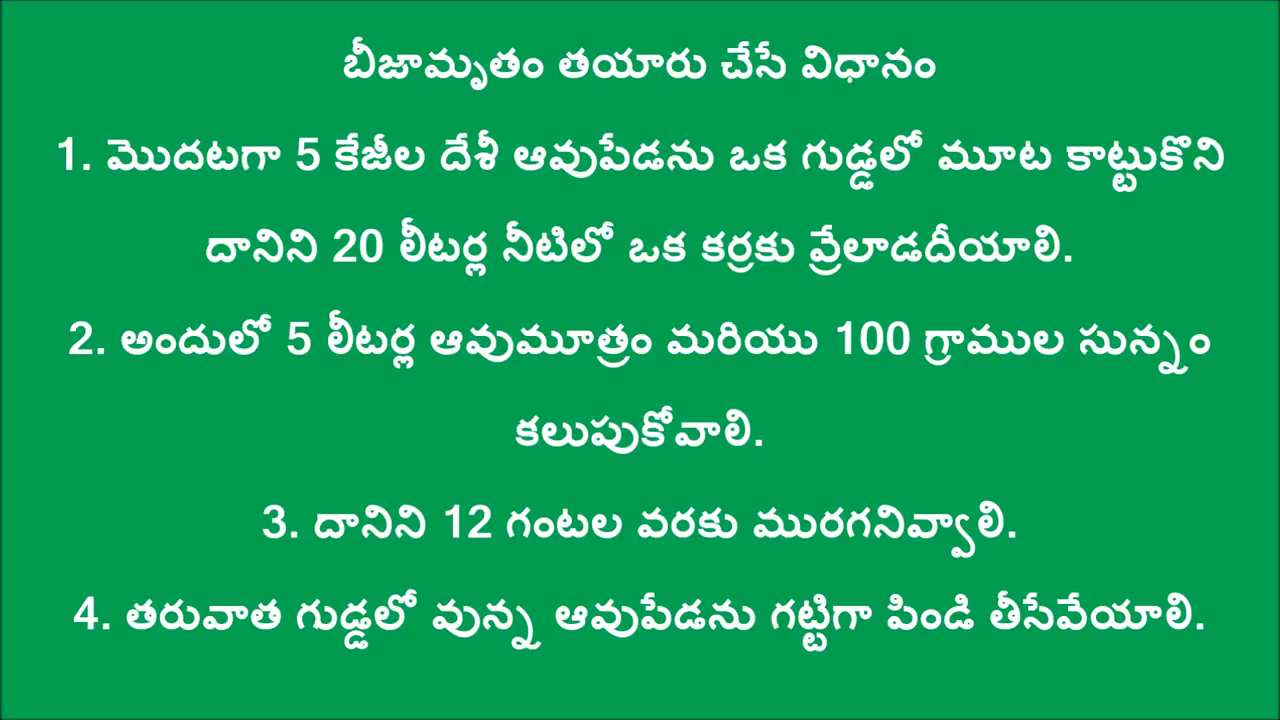 బీజామృతం తయారు చేసే విధానం
1. మొదటగా 5 కేజీల దేశీ ఆవుపేడను ఒక గుడ్డలో మూట కాట్టుకొని
దానిని 20 లీటర్ల నీటిలో ఒక కర్రకు వ్రేలాడదీయాలి.
2. అందులో 5 లీటర్ల ఆవుమూత్రం మరియు 100 గ్రాముల సున్నం
కలుపుకోవాలి.
3. దానిని 12 గంటల వరకు మురగనివ్వాలి.
4. తరువాత గుడ్డలో వున్న ఆవుపేడను గట్టిగా పిండి తీసేవేయాలి.